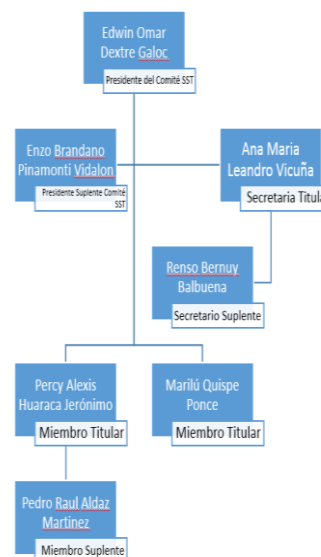 Edwin Omar
Dextre Galoc
Presidente del Comité SST
Enzo Brandano
Pinamonti Vidalon
Presidente Suplente Comité
SST
Ana Maria
Leandro Vicuña
Secretaria Titula
Renso Bernuy
Balbuena
Secretario Suplente
Percy Alexis
Huaraca Jerónimo
Miembro Titular
Marilú Quispe
Ponce
Miembro Titular
Pedro Raul Aldaz
Martinez
Miembro Suplente